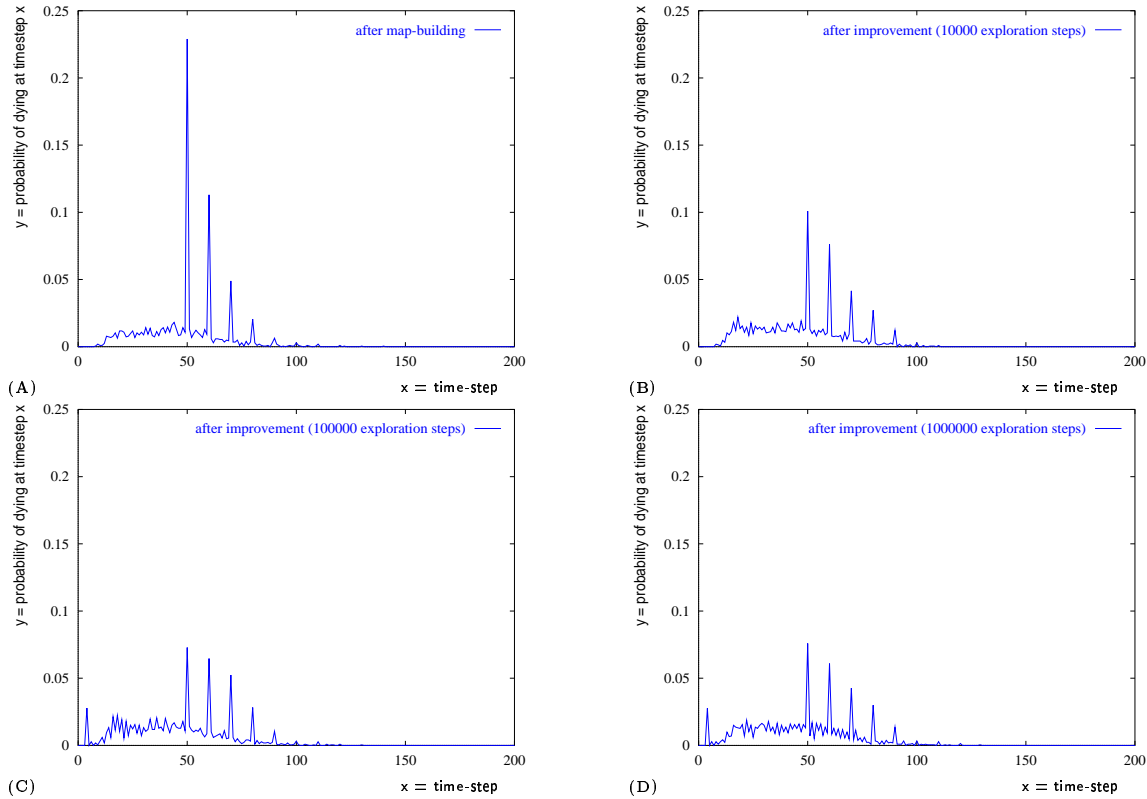 y = probability of dying at timestep x
0.25
0.2
0.15
0.1
0.05
0
after map-building
0
50
100
150
200
(A)
x = time-step
y = probability of dying at timestep x
0.25
0.2
0.15
0.1
0.05
0
after improvement (10000 exploration steps)
0
50
100
150
200
(B)
x = time-step
y = probability of dying at timestep x
0.25
0.2
0.15
0.1
0.05
0
after improvement (100000 exploration steps)
0
50
100
150
200
(C)
x = time-step
y = probability of dying at timestep x
0.25
0.2
0.15
0.1
0.05
0
after improvement (1000000 exploration steps)
0
50
100
150
200
(D)
x = time-step